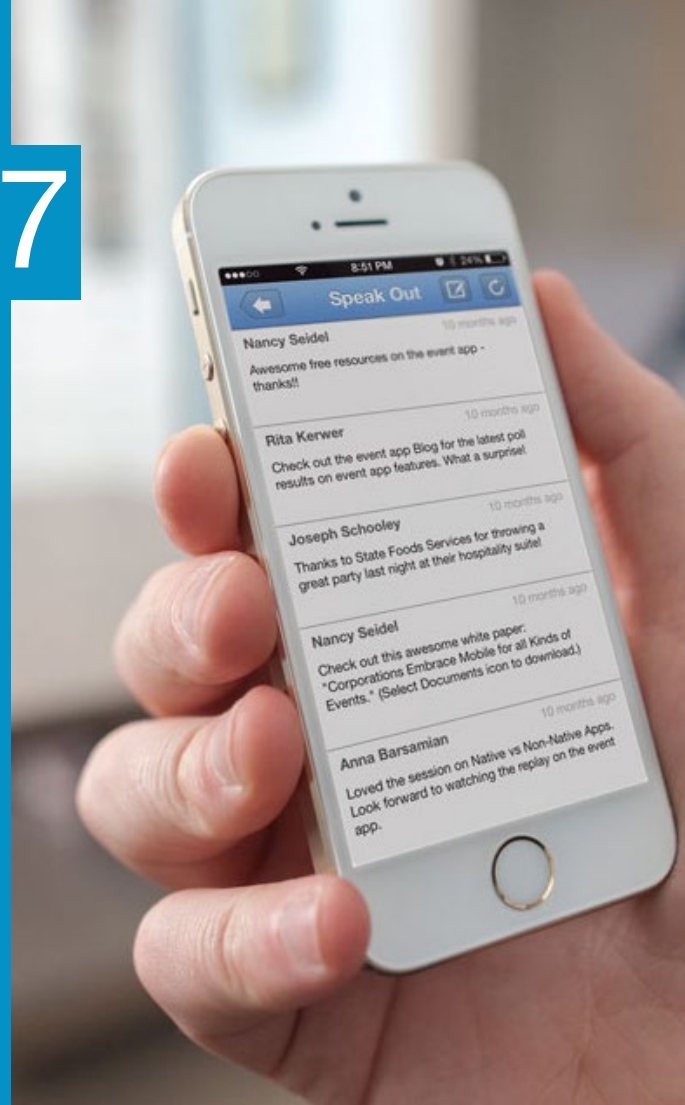 7
8:51 PM
24%
Speak Out
Nancy Seidel
10 months ago
Awesome free resources on the event app -
thanks!!
Rita Kerwer
10 months ago
Check out the event app Blog for the latest poll
results on event app features. What a surprise!
Joseph Schooley
10 months ago
Thanks to State Foods Services for throwing a
great party last night at their hospitality suite!
Nancy Seidel
10 months ago
Check out this awesome white paper:
"Corporations Embrace Mobile for all Kinds of
Events." (Select Documents icon to download.)
Anna Barsamian
10 months ago
Loved the session on Native vs Non-Native Apps.
Look forward to watching the replay on the event
app.